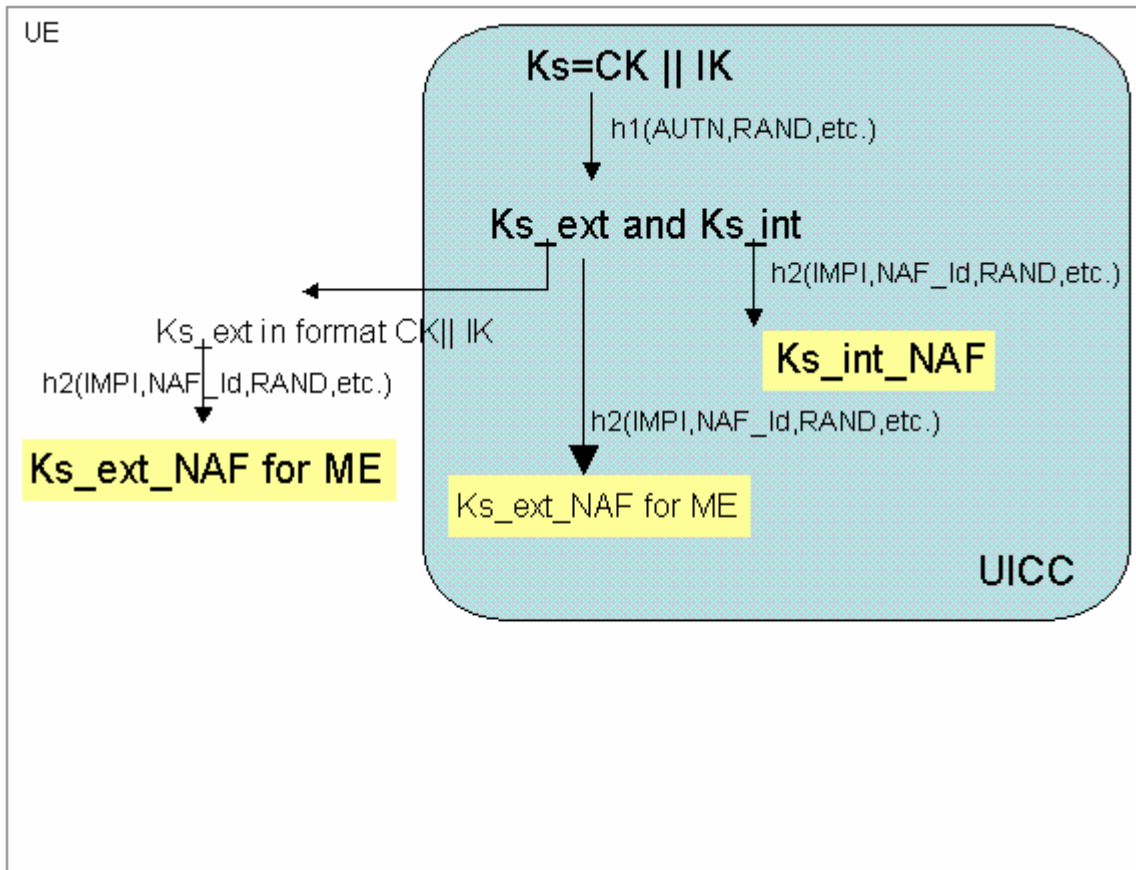 UE
Ks=CK || IK
h1(AUTN,RAND,etc.)
Ks_ext and Ks_int
h2(IMPI,NAF_Id,RAND,etc.)
Ks_ext in format CK|| IK
Ks_int_NAF
h2(IMPI,NAF_Id,RAND,etc.)
h2(IMPI,NAF_Id,RAND,etc.)
Ks_ext_NAF for ME
Ks_ext_NAF for ME
UICC